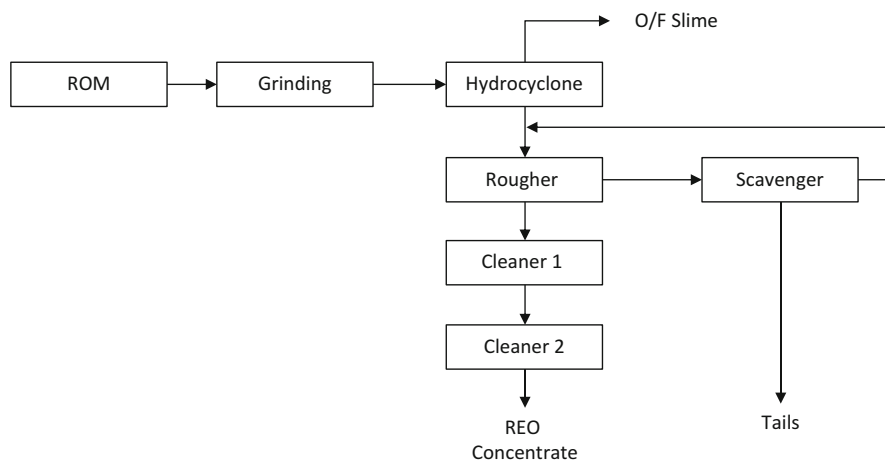 O/F Slime
ROM
Grinding
Hydrocyclone
Rougher
Scavenger
Cleaner 1
Cleaner 2
REO
Concentrate
Tails